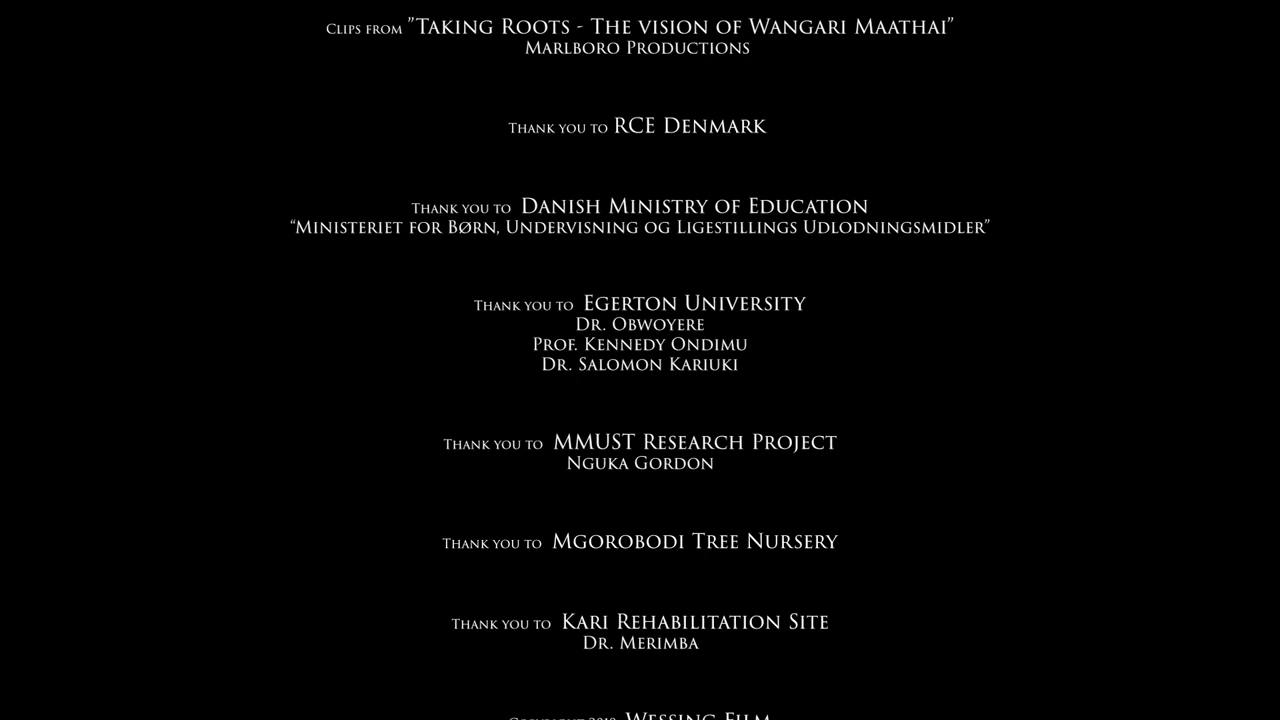 Clips from "Taking Roots - The vision of Wangari Maathai"
Marlboro Productions
Thank you to RCE Denmark
Thank you to Danish Ministry of Education
“Ministeriet for Børn, Undervisning og Ligestillings Udlodningsmidler”
Thank you to Egerton University
Dr. Obwoyere
Prof. Kennedy Ondimu
Dr. Salomon Kariuki
Thank you to MMUST Research Project
Nguka Gordon
Thank you to Mgorobodi Tree Nursery
Thank you to Kari Rehabilitation Site
Dr. Merimba
Wessing Film